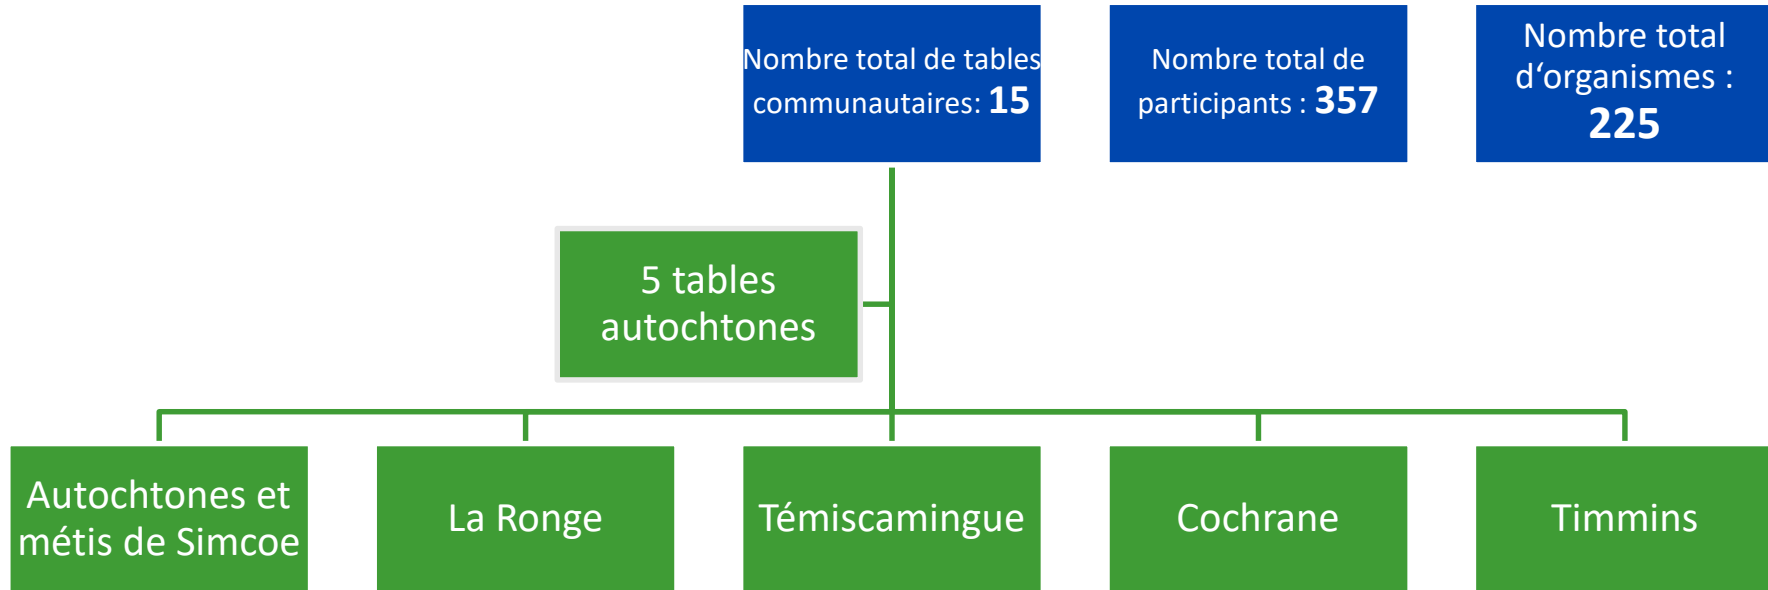 Nombre total de tables
communautaires: 15
Nombre total de
participants : 357
Nombre total
d‘organismes :
225
5 tables
autochtones
Autochtones et
métis de Simcoe
La Ronge
Témiscamingue
Cochrane
Timmins